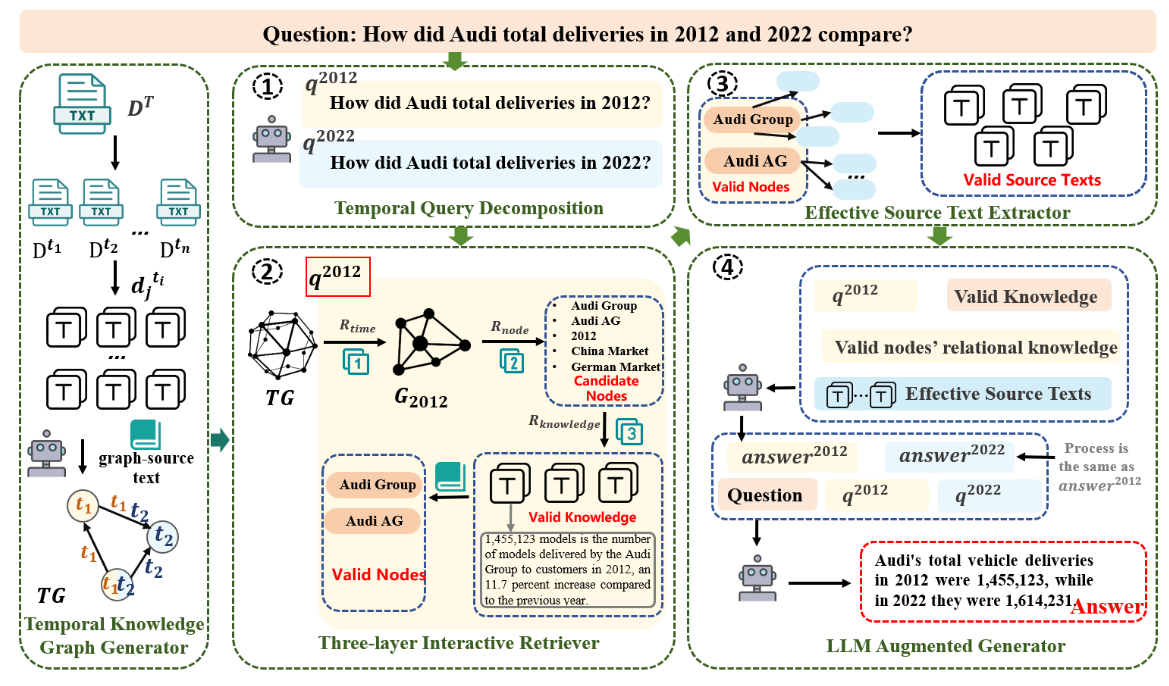 Question: How did Audi total deliveries in 2012 and 2022 compare?
TXT
D^T
TXT
TXT
TXT
...
D^{t_1}
D^{t_2}
D^{t_n}
d_j^{t_i}
T
T
T
...
T
T
T
graph-source
text
t_1
t_1
t_2
t_2
t_1
t_2
t_1t_2
TG
Temporal Knowledge
Graph Generator
1
q^{2012}
How did Audi total deliveries in 2012?
q^{2022}
How did Audi total deliveries in 2022?
Temporal Query Decomposition
2
q^{2012}
TG
R_{time}
1
G_{2012}
R_{node}
2
• Audi Group
• Audi AG
• 2012
• China Market
• German Market
Candidate
Nodes
R_{knowledge}
3
T
T
T
Valid Knowledge
1,455,123 models is the number
of models delivered by the Audi
Group to customers in 2012, an
11.7 percent increase compared
to the previous year.
Audi Group
Audi AG
Valid Nodes
Three-layer Interactive Retriever
3
Audi Group
Audi AG
Valid Nodes
...
T
T
T
T
T
Valid Source Texts
Effective Source Text Extractor
4
q^{2012}
Valid Knowledge
Valid nodes' relational knowledge
T...T
Effective Source Texts
answer^{2012}
answer^{2022}
Question
q^{2012}
q^{2022}
Process is
the same as
answer^{2012}
Audi's total vehicle deliveries
in 2012 were 1,455,123, while
in 2022 they were 1,614,231
Answer
LLM Augmented Generator